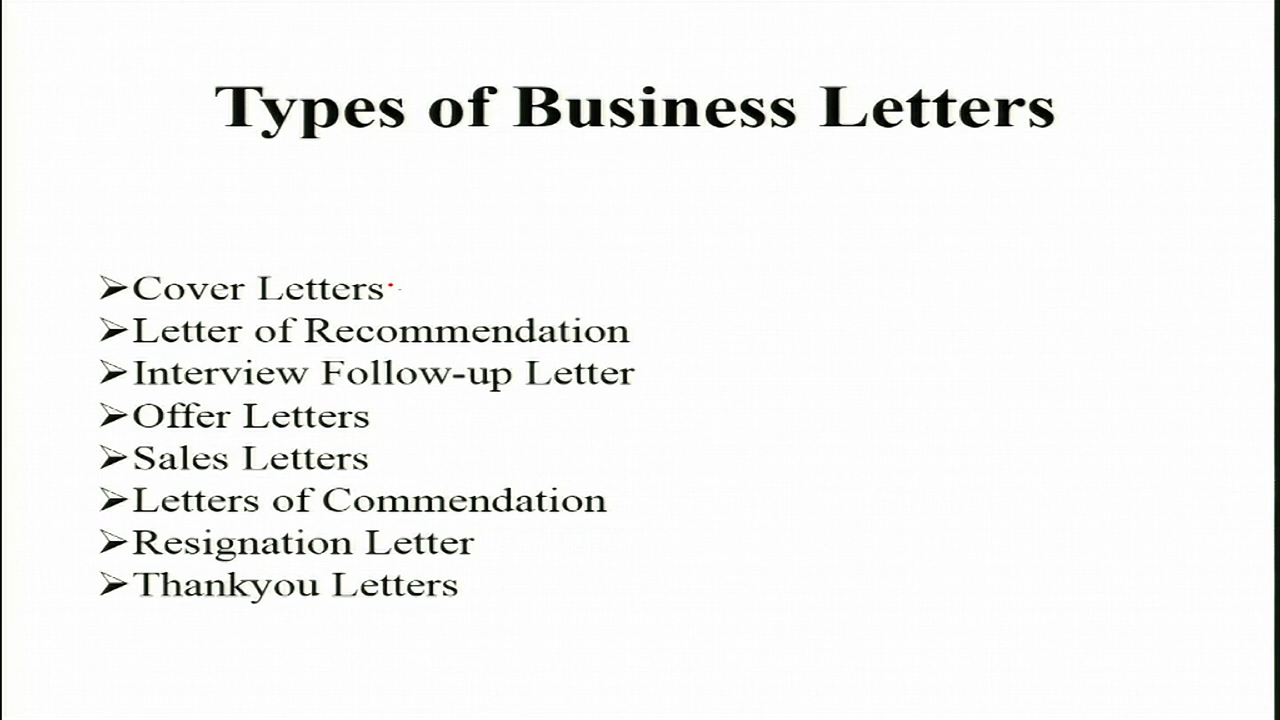 Types of Business Letters
➢Cover Letters
➢Letter of Recommendation
➢Interview Follow-up Letter
➢Offer Letters
➢Sales Letters
➢Letters of Commendation
➢Resignation Letter
➢Thankyou Letters